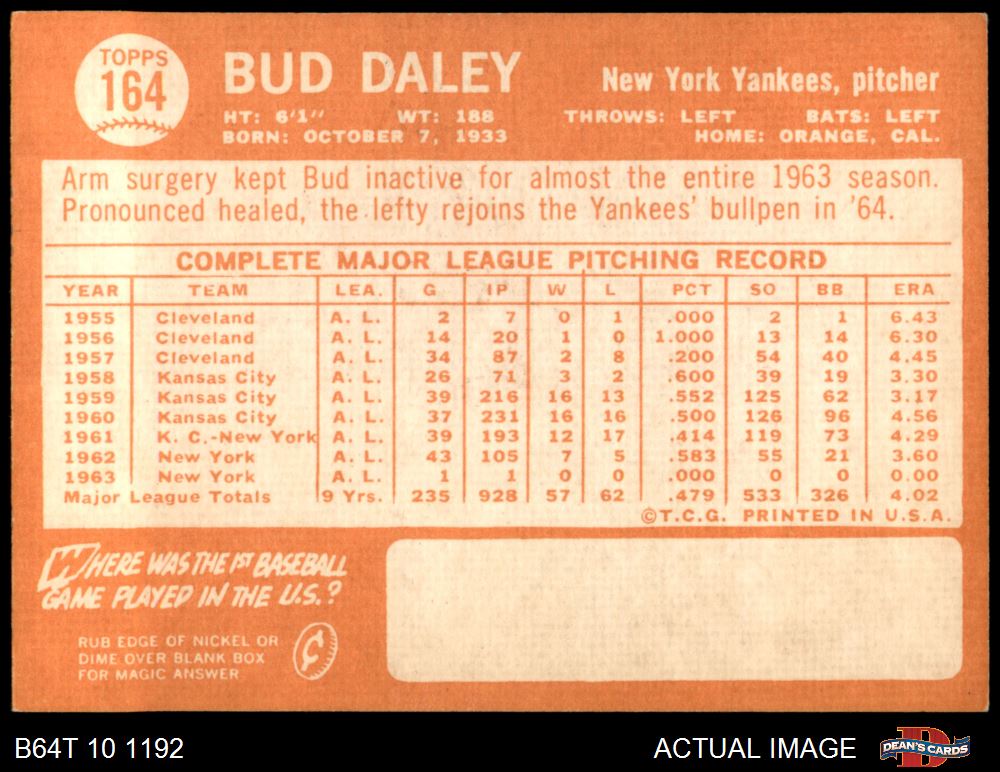 TOPPS
164
BUD DALEY
New York Yankees, pitcher
HT: 6'1" WT: 188 THROWS: LEFT BATS: LEFT
BORN: OCTOBER 7, 1933 HOME: ORANGE, CAL.
Arm surgery kept Bud inactive for almost the entire 1963 season.
Pronounced healed, the lefty rejoins the Yankees' bullpen in '64.
COMPLETE MAJOR LEAGUE PITCHING RECORD
YEAR TEAM LEA. G IP W L PCT SO BB ERA
1955 Cleveland A. L. 2 7 0 1 .000 2 1 6.43
1956 Cleveland A. L. 14 20 1 0 1.000 13 14 6.30
1957 Cleveland A. L. 34 87 2 8 .200 54 40 4.45
1958 Kansas City A. L. 26 71 3 2 .600 39 19 3.30
1959 Kansas City A. L. 39 216 16 13 .552 125 62 3.17
1960 Kansas City A. L. 37 231 16 16 .500 126 96 4.56
1961 K. C.-New York A. L. 39 193 12 17 .414 119 73 4.29
1962 New York A. L. 43 105 7 5 .583 55 21 3.60
1963 New York A. L. 1 1 0 0 .000 0 0 0.00
Major League Totals 9 Yrs. 235 928 57 62 .479 533 326 4.02
©T.C.G. PRINTED IN U.S.A.
WHERE WAS THE 1ST BASEBALL
GAME PLAYED IN THE U.S.?
RUB EDGE OF NICKEL OR
DIME OVER BLANK BOX
FOR MAGIC ANSWER
¢
B64T 10 1192
ACTUAL IMAGE
D
DEAN'S CARDS